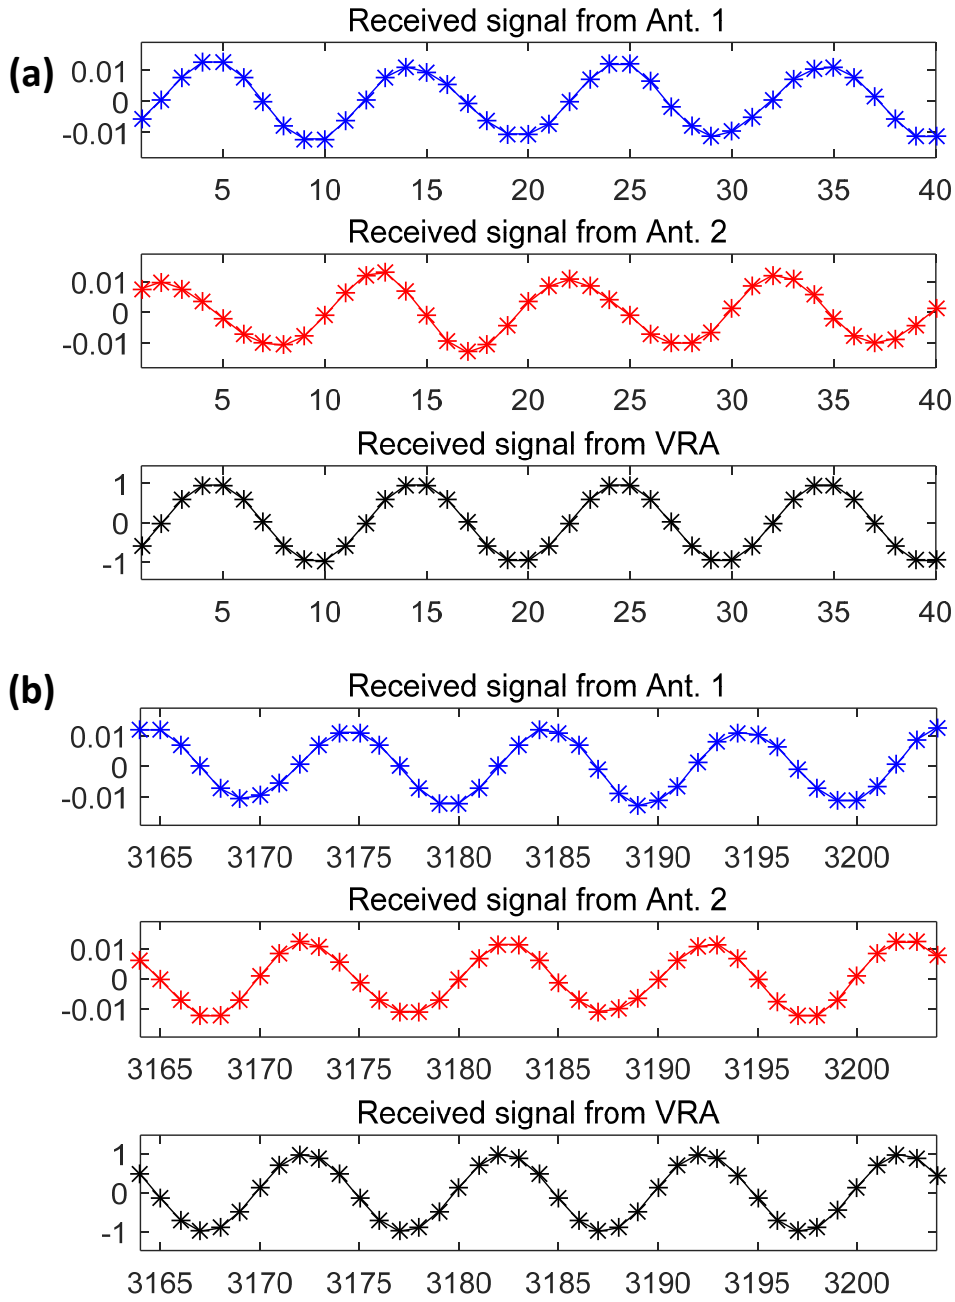 Received signal from Ant. 1
(a)
0.01
0
-0.01
5 10 15 20 25 30 35 40
Received signal from Ant. 2
0.01
0
-0.01
5 10 15 20 25 30 35 40
Received signal from VRA
1
0
-1
5 10 15 20 25 30 35 40
(b)
Received signal from Ant. 1
0.01
0
-0.01
3165 3170 3175 3180 3185 3190 3195 3200
Received signal from Ant. 2
0.01
0
-0.01
3165 3170 3175 3180 3185 3190 3195 3200
Received signal from VRA
1
0
-1
3165 3170 3175 3180 3185 3190 3195 3200